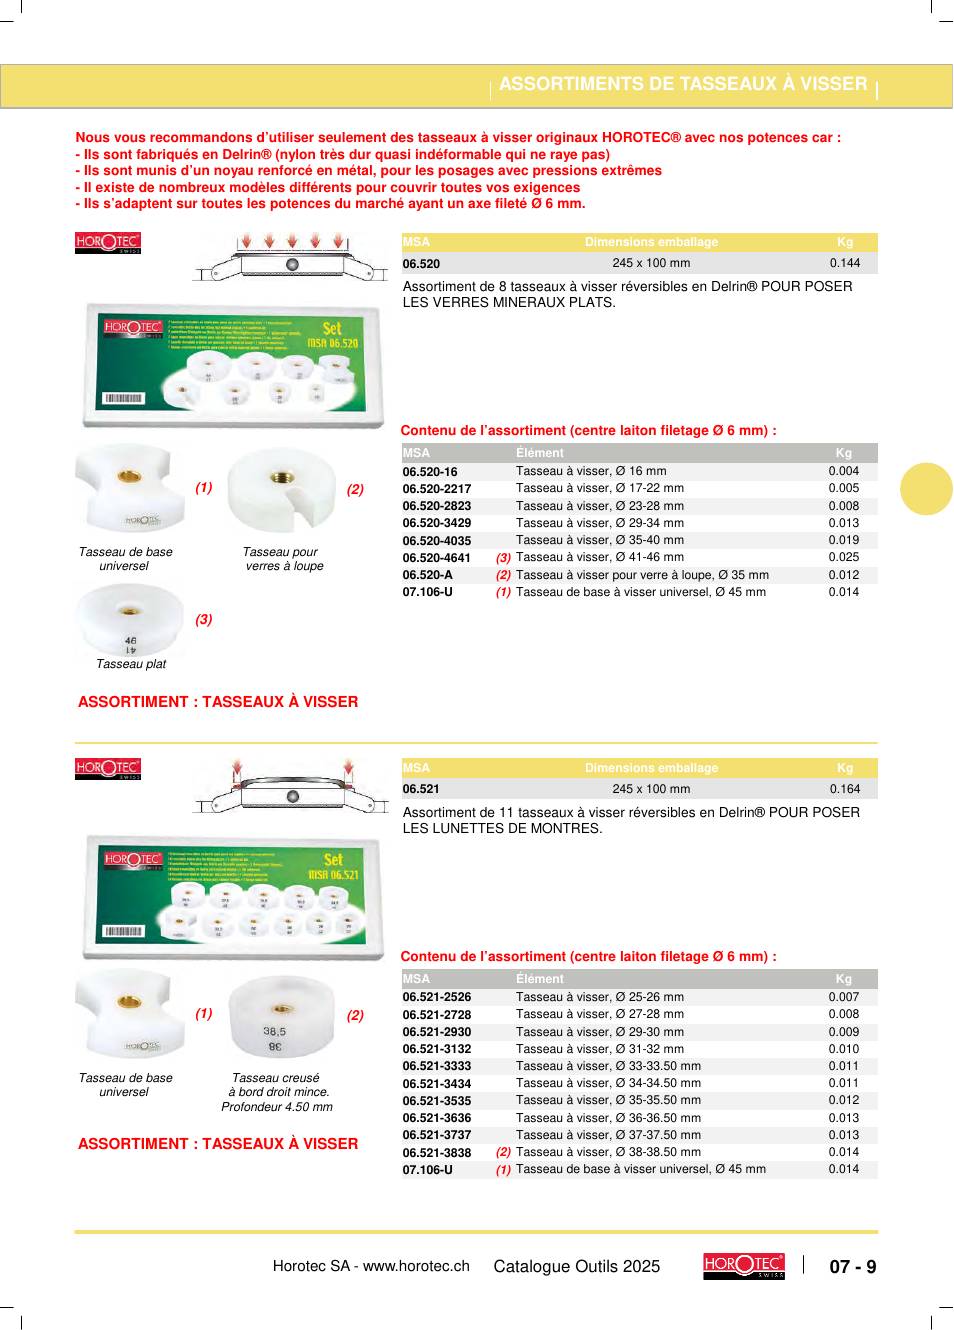 ASSORTIMENTS DE TASSEAUX À VISSER
Nous vous recommandons d'utiliser seulement des tasseaux à visser originaux HOROTEC® avec nos potences car :
- Ils sont fabriqués en Delrin® (nylon très dur quasi indéformable qui ne raye pas)
- Ils sont munis d'un noyau renforcé en métal, pour les posages avec pressions extrêmes
- Il existe de nombreux modèles différents pour couvrir toutes vos exigences
- Ils s'adaptent sur toutes les potences du marché ayant un axe fileté Ø 6 mm.
HOROTEC®
SWISS
MSA Dimensions emballage Kg
06.520 245 x 100 mm 0.144
Assortiment de 8 tasseaux à visser réversibles en Delrin® POUR POSER
LES VERRES MINERAUX PLATS.
HOROTEC
Set
MSA 06.520
Contenu de l'assortiment (centre laiton filetage Ø 6 mm) :
MSA Élément Kg
06.520-16 Tasseau à visser, Ø 16 mm 0.004
06.520-2217 Tasseau à visser, Ø 17-22 mm 0.005
06.520-2823 Tasseau à visser, Ø 23-28 mm 0.008
06.520-3429 Tasseau à visser, Ø 29-34 mm 0.013
06.520-4035 Tasseau à visser, Ø 35-40 mm 0.019
06.520-4641 (3) Tasseau à visser, Ø 41-46 mm 0.025
06.520-A (2) Tasseau à visser pour verre à loupe, Ø 35 mm 0.012
07.106-U (1) Tasseau de base à visser universel, Ø 45 mm 0.014
(1)
(2)
HOROTEC
Tasseau de base
universel
Tasseau pour
verres à loupe
(3)
46
41
Tasseau plat
ASSORTIMENT : TASSEAUX À VISSER
HOROTEC®
SWISS
MSA Dimensions emballage Kg
06.521 245 x 100 mm 0.164
Assortiment de 11 tasseaux à visser réversibles en Delrin® POUR POSER
LES LUNETTES DE MONTRES.
HOROTEC
Set
MSA 06.521
Contenu de l'assortiment (centre laiton filetage Ø 6 mm) :
MSA Élément Kg
06.521-2526 Tasseau à visser, Ø 25-26 mm 0.007
06.521-2728 Tasseau à visser, Ø 27-28 mm 0.008
06.521-2930 Tasseau à visser, Ø 29-30 mm 0.009
06.521-3132 Tasseau à visser, Ø 31-32 mm 0.010
06.521-3333 Tasseau à visser, Ø 33-33.50 mm 0.011
06.521-3434 Tasseau à visser, Ø 34-34.50 mm 0.011
06.521-3535 Tasseau à visser, Ø 35-35.50 mm 0.012
06.521-3636 Tasseau à visser, Ø 36-36.50 mm 0.013
06.521-3737 Tasseau à visser, Ø 37-37.50 mm 0.013
06.521-3838 (2) Tasseau à visser, Ø 38-38.50 mm 0.014
07.106-U (1) Tasseau de base à visser universel, Ø 45 mm 0.014
(1)
(2)
HOROTEC
38,5
38
Tasseau de base
universel
Tasseau creusé
à bord droit mince.
Profondeur 4.50 mm
ASSORTIMENT : TASSEAUX À VISSER
Horotec SA - www.horotec.ch Catalogue Outils 2025 HOROTEC® SWISS 07 - 9